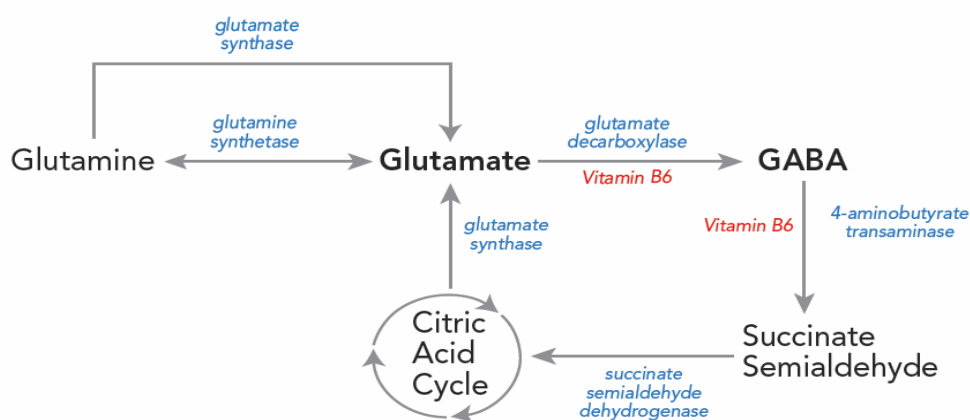 glutamate
synthase
Glutamine
glutamine
synthetase
Glutamate
glutamate
decarboxylase
Vitamin B6
GABA
glutamate
synthase
Vitamin B6
4-aminobutyrate
transaminase
Citric
Acid
Cycle
succinate
semialdehyde
dehydrogenase
Succinate
Semialdehyde